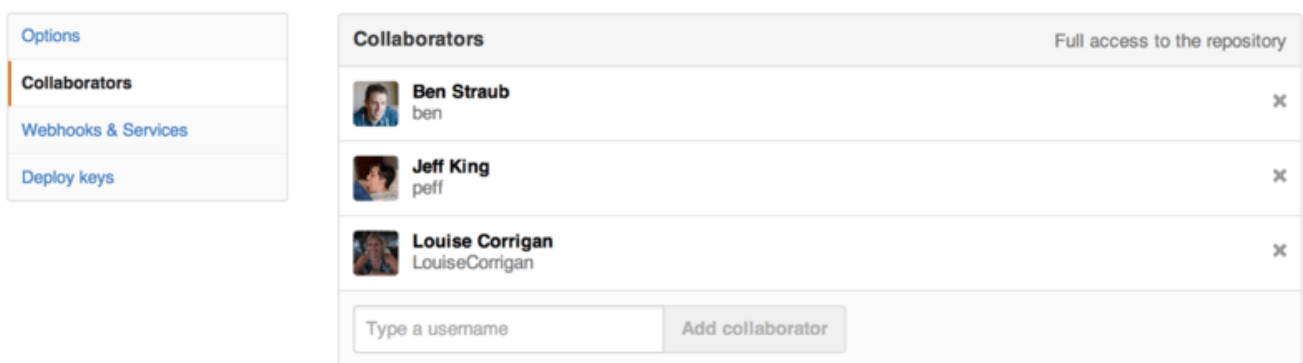 Options
Collaborators
Webhooks & Services
Deploy keys
Collaborators
Full access to the repository
Ben Straub
ben
Jeff King
peff
Louise Corrigan
LouiseCorrigan
Type a username
Add collaborator